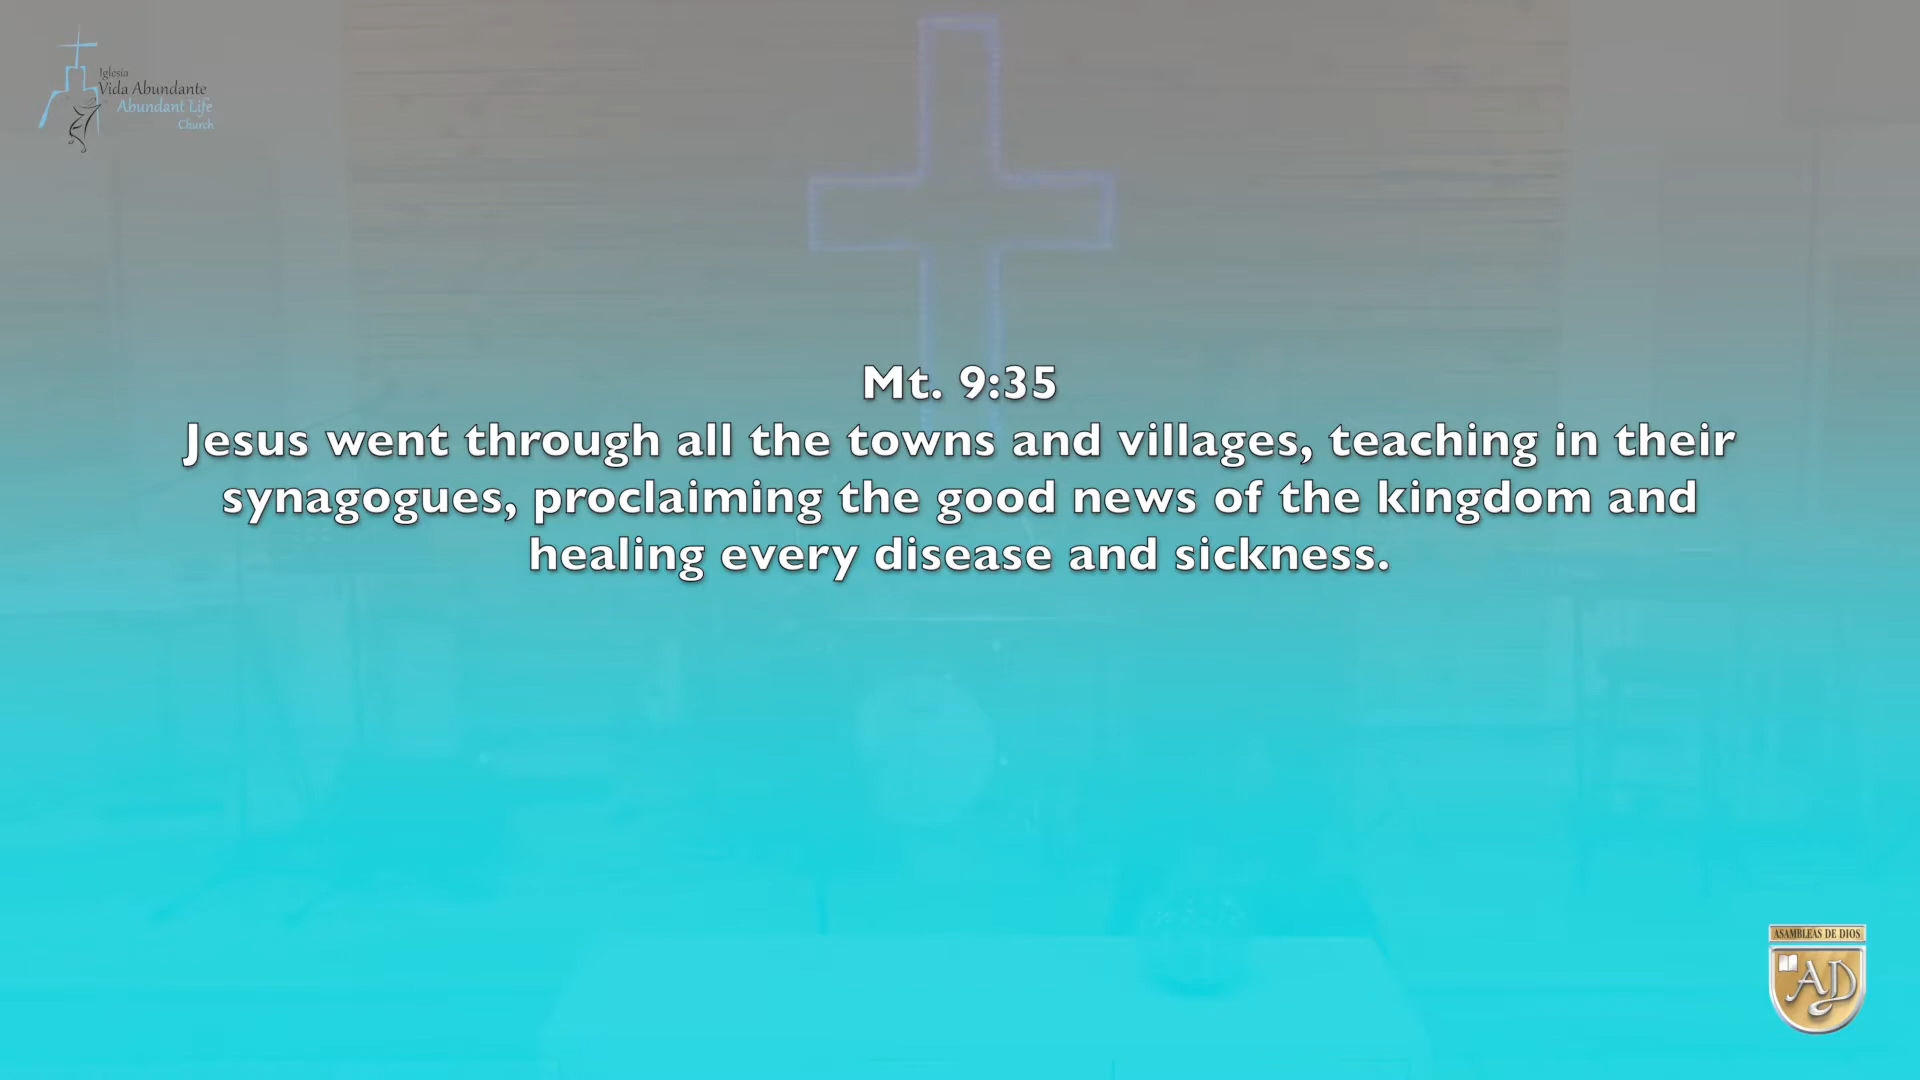 Iglesia
Vida Abundante
Abundant Life
Church
Mt. 9:35
Jesus went through all the towns and villages, teaching in their
synagogues, proclaiming the good news of the kingdom and
healing every disease and sickness.
ASAMBLEAS DE DIOS
AD